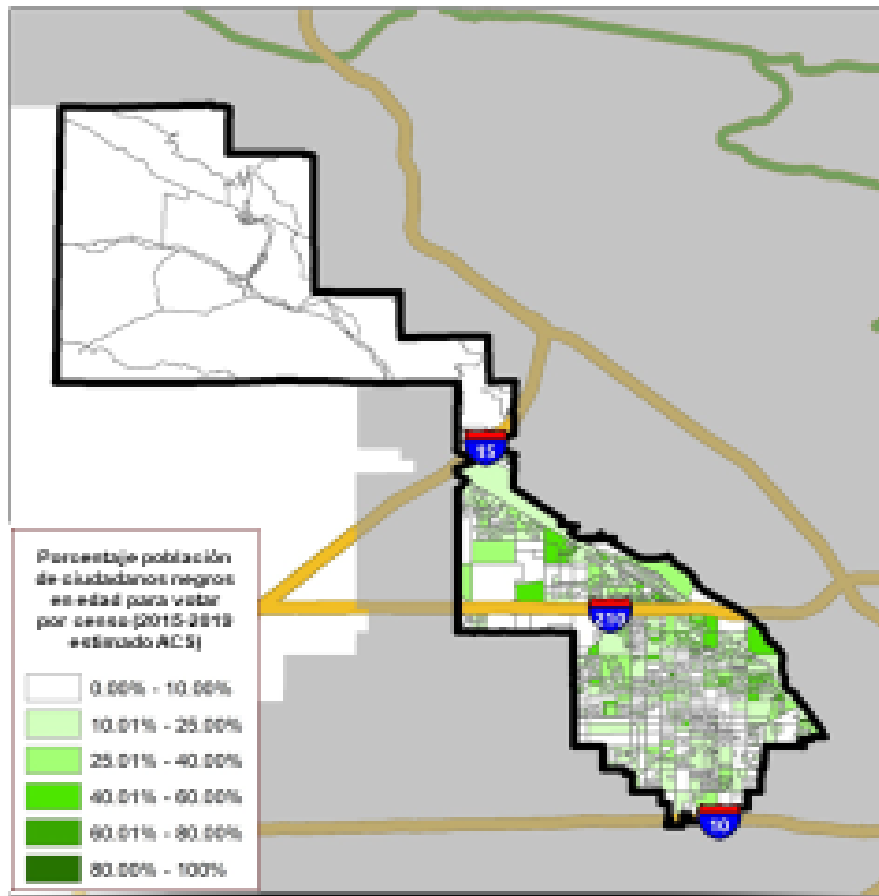 15
210
10
Porcentaje población
de ciudadanos negros
en edad para votar
por censo (2015-2019
estimado ACS)
0.00% - 10.00%
10.01% - 25.00%
25.01% - 40.00%
40.01% - 60.00%
60.01% - 80.00%
80.00% - 100%